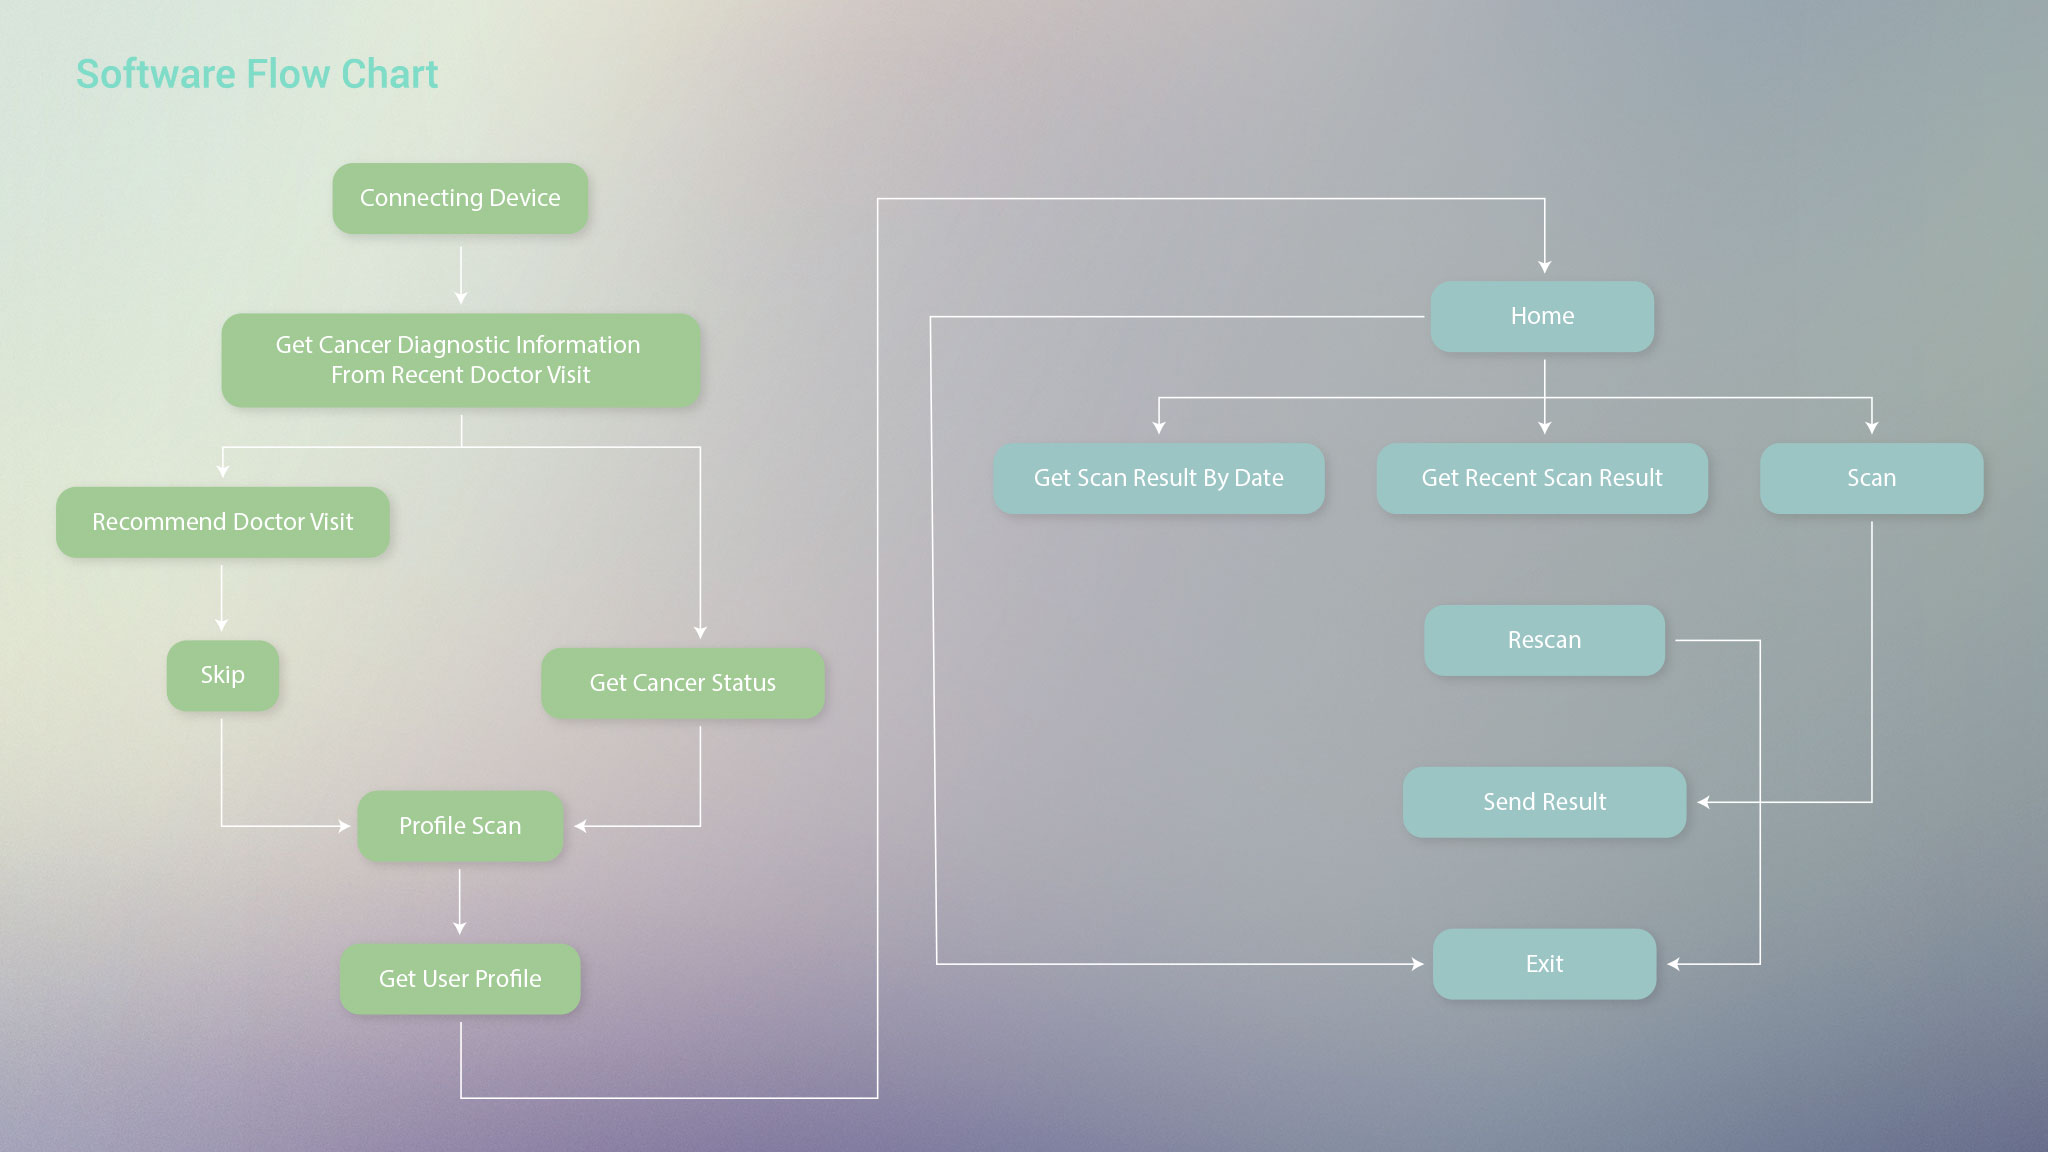 Software Flow Chart
Connecting Device
Get Cancer Diagnostic Information
From Recent Doctor Visit
Recommend Doctor Visit
Skip
Get Cancer Status
Profile Scan
Get User Profile
Home
Get Scan Result By Date
Get Recent Scan Result
Scan
Rescan
Send Result
Exit